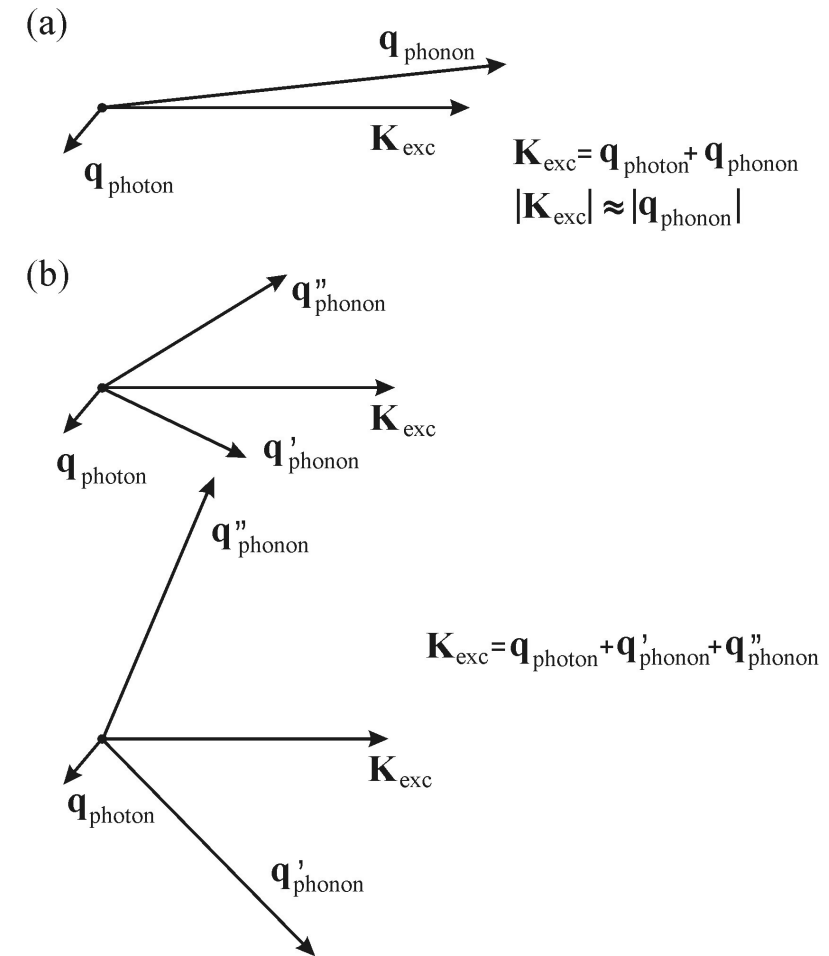 (a)
q phonon
K exc
q photon
K exc = q photon + q phonon
|K exc| ≈ |q phonon|
(b)
q" phonon
K exc
q' phonon
q photon
q" phonon
K exc = q photon + q' phonon + q" phonon
K exc
q photon
q' phonon